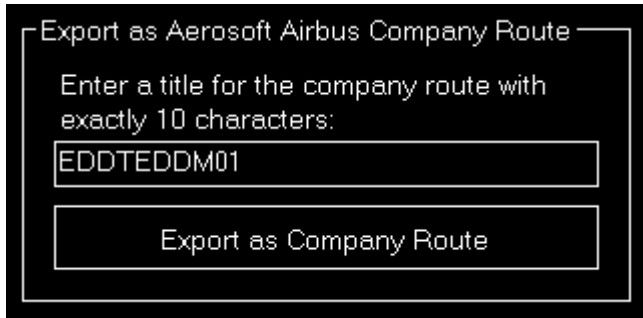 Export as Aerosoft Airbus Company Route
Enter a title for the company route with
exactly 10 characters:
EDDTEDDM01
Export as Company Route